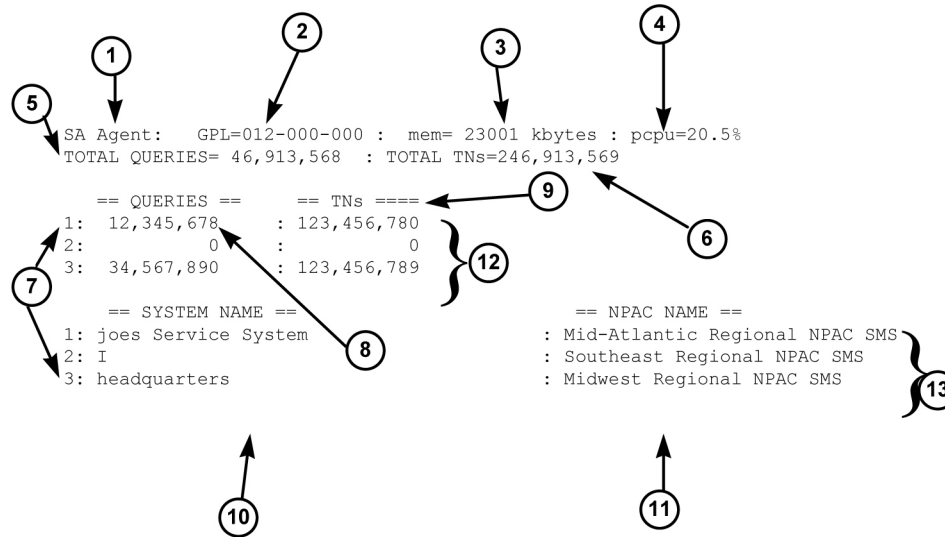 2
4
1
3
5
SA Agent: GPL=012-000-000 : mem= 23001 kbytes : pcpu=20.5%
TOTAL QUERIES= 46,913,568 : TOTAL TNs=246,913,569
9
== QUERIES == == TNs ====
6
1: 12,345,678 : 123,456,780
2: 0 : 0
12
3: 34,567,890 : 123,456,789
7
== SYSTEM NAME == == NPAC NAME ==
1: joes Service System : Mid-Atlantic Regional NPAC SMS
8
2: I : Southeast Regional NPAC SMS
3: headquarters : Midwest Regional NPAC SMS
13
10
11